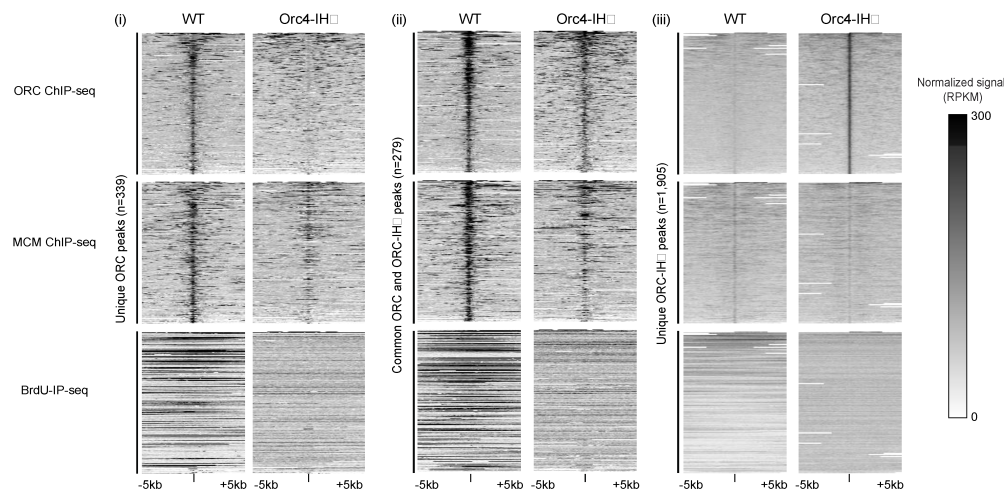 (i) WT Orc4-IH□ (ii) WT Orc4-IH□ (iii) WT Orc4-IH□
ORC ChIP-seq
MCM ChIP-seq
BrdU-IP-seq
Unique ORC peaks (n=339)
Common ORC and ORC-IH□ peaks (n=279)
Unique ORC-IH□ peaks (n=1,905)
Normalized signal
(RPKM)
300
0
-5kb +5kb -5kb +5kb -5kb +5kb -5kb +5kb -5kb +5kb -5kb +5kb